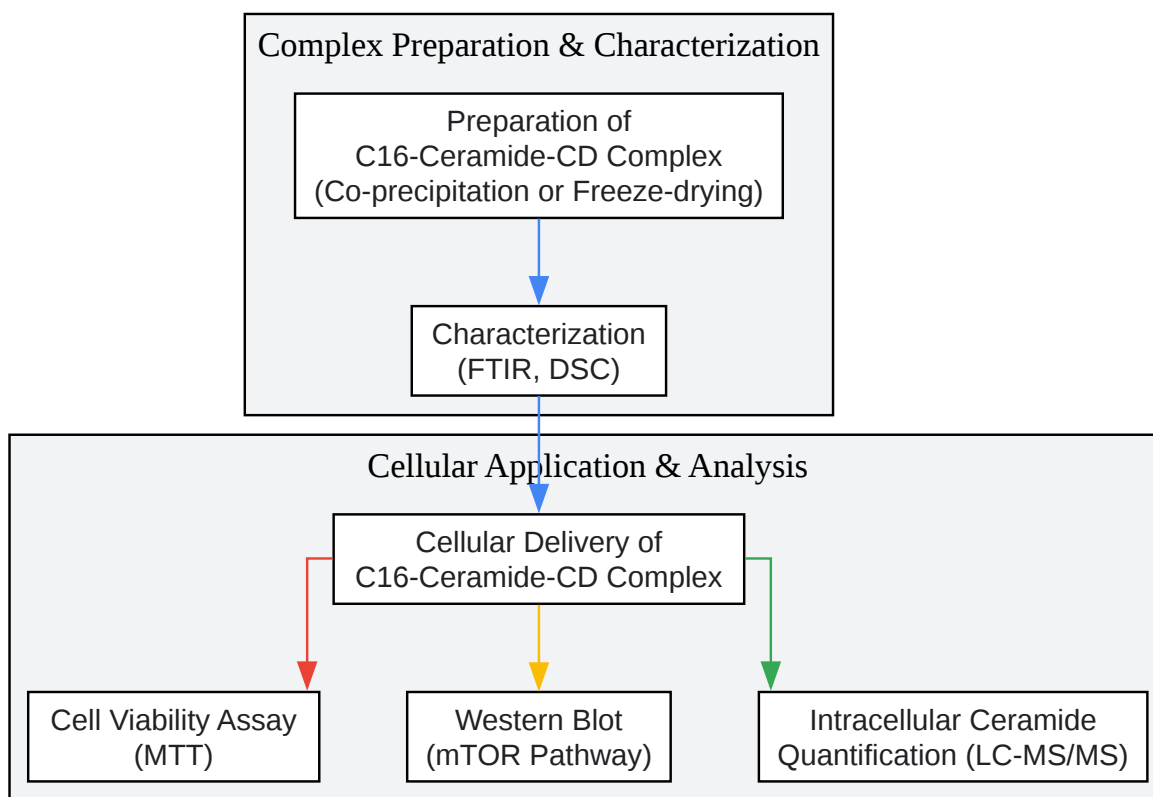 Complex Preparation & Characterization
Preparation of
C16-Ceramide-CD Complex
(Co-precipitation or Freeze-drying)
Characterization
(FTIR, DSC)
Cellular Application & Analysis
Cellular Delivery of
C16-Ceramide-CD Complex
Cell Viability Assay
(MTT)
Western Blot
(mTOR Pathway)
Intracellular Ceramide
Quantification (LC-MS/MS)